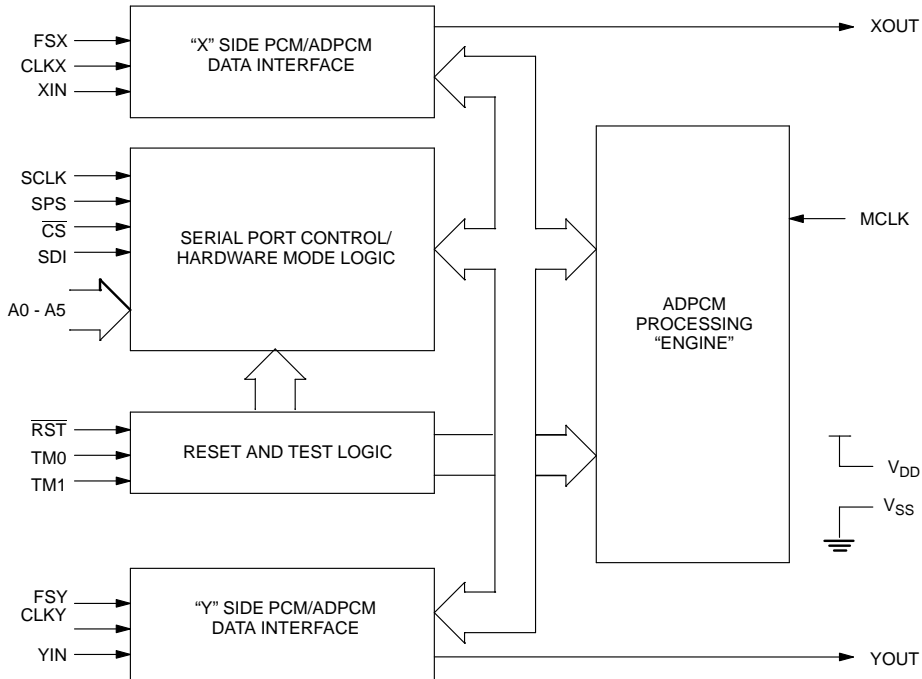 FSX
CLKX
XIN
“X” SIDE PCM/ADPCM
DATA INTERFACE
XOUT
SCLK
SPS
CS
SDI
A0 - A5
SERIAL PORT CONTROL/
HARDWARE MODE LOGIC
MCLK
ADPCM
PROCESSING
“ENGINE”
RST
TM0
TM1
RESET AND TEST LOGIC
VDD
VSS
FSY
CLKY
YIN
“Y” SIDE PCM/ADPCM
DATA INTERFACE
YOUT